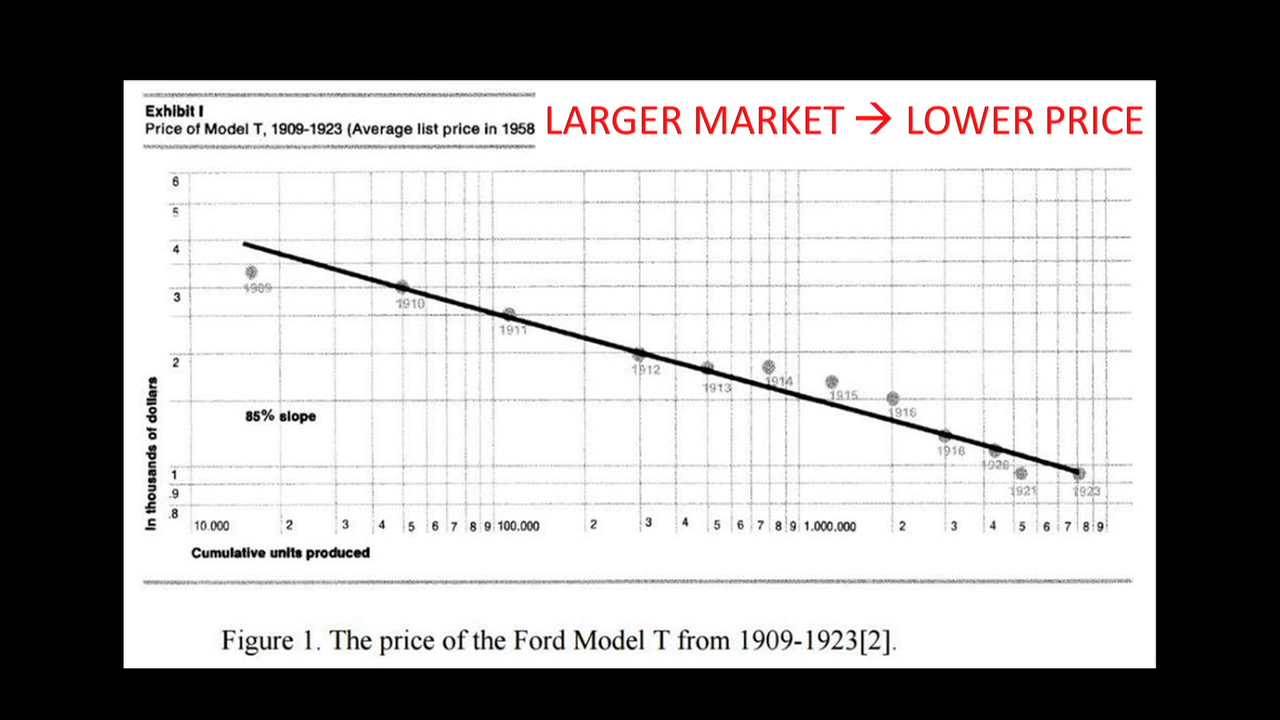 Exhibit I
Price of Model T, 1909-1923 (Average list price in 1958
LARGER MARKET → LOWER PRICE
6
5
4
3
2
1
.9
.8
In thousands of dollars
1909
1910
1911
1912
1913
1914
1915
1916
1918
1920
1921
1923
85% slope
10.000 2 3 4 5 6 7 8 9 100.000 2 3 4 5 6 7 8 9 1.000.000 2 3 4 5 6 7 8 9
Cumulative units produced
Figure 1. The price of the Ford Model T from 1909-1923[2].